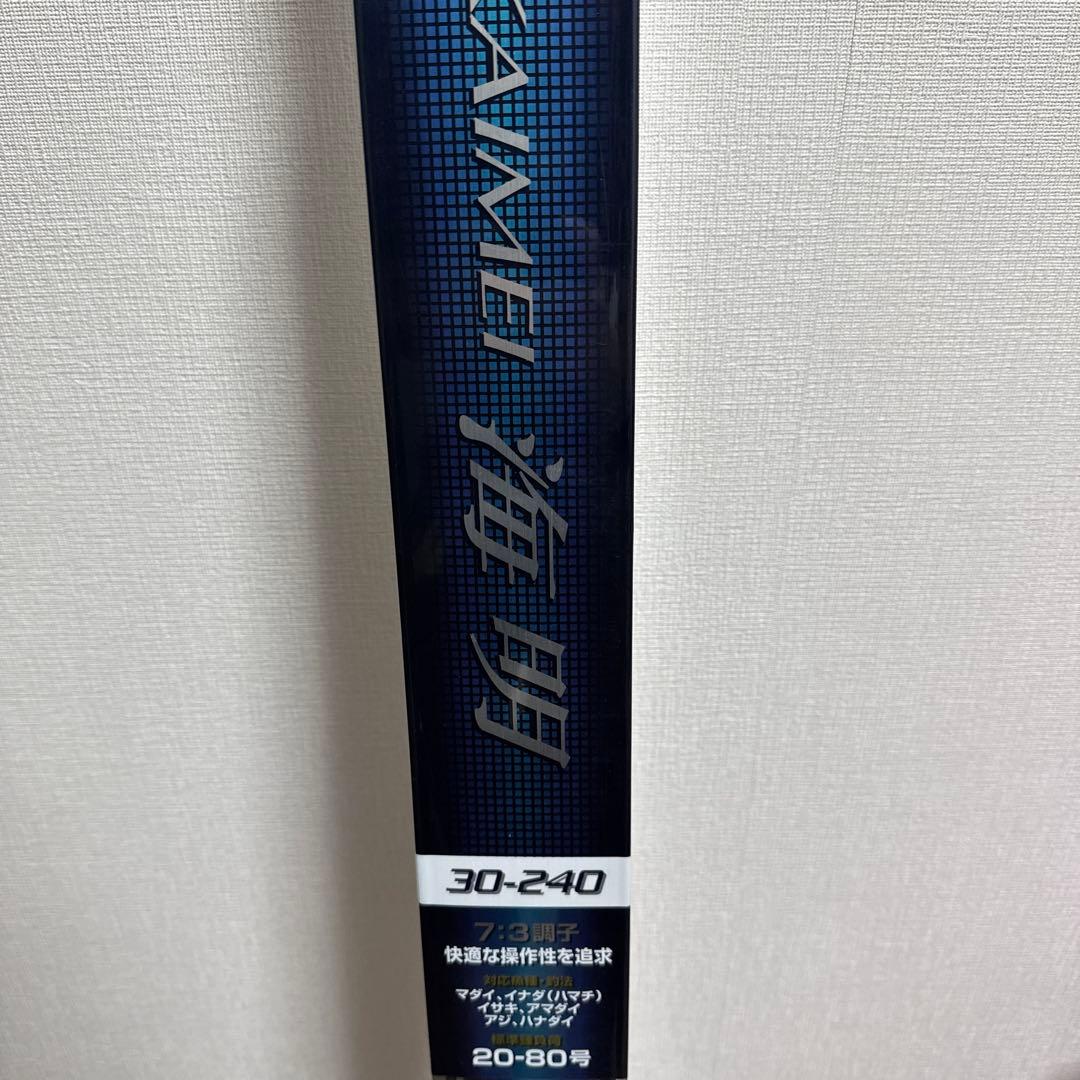 KAIMEI
海明
30-240
7:3調子
快適な操作性を追求
対応魚種・釣法
マダイ、イナダ(ハマチ)
イサキ、アマダイ
アジ、ハナダイ
標準錘負荷
20-80号